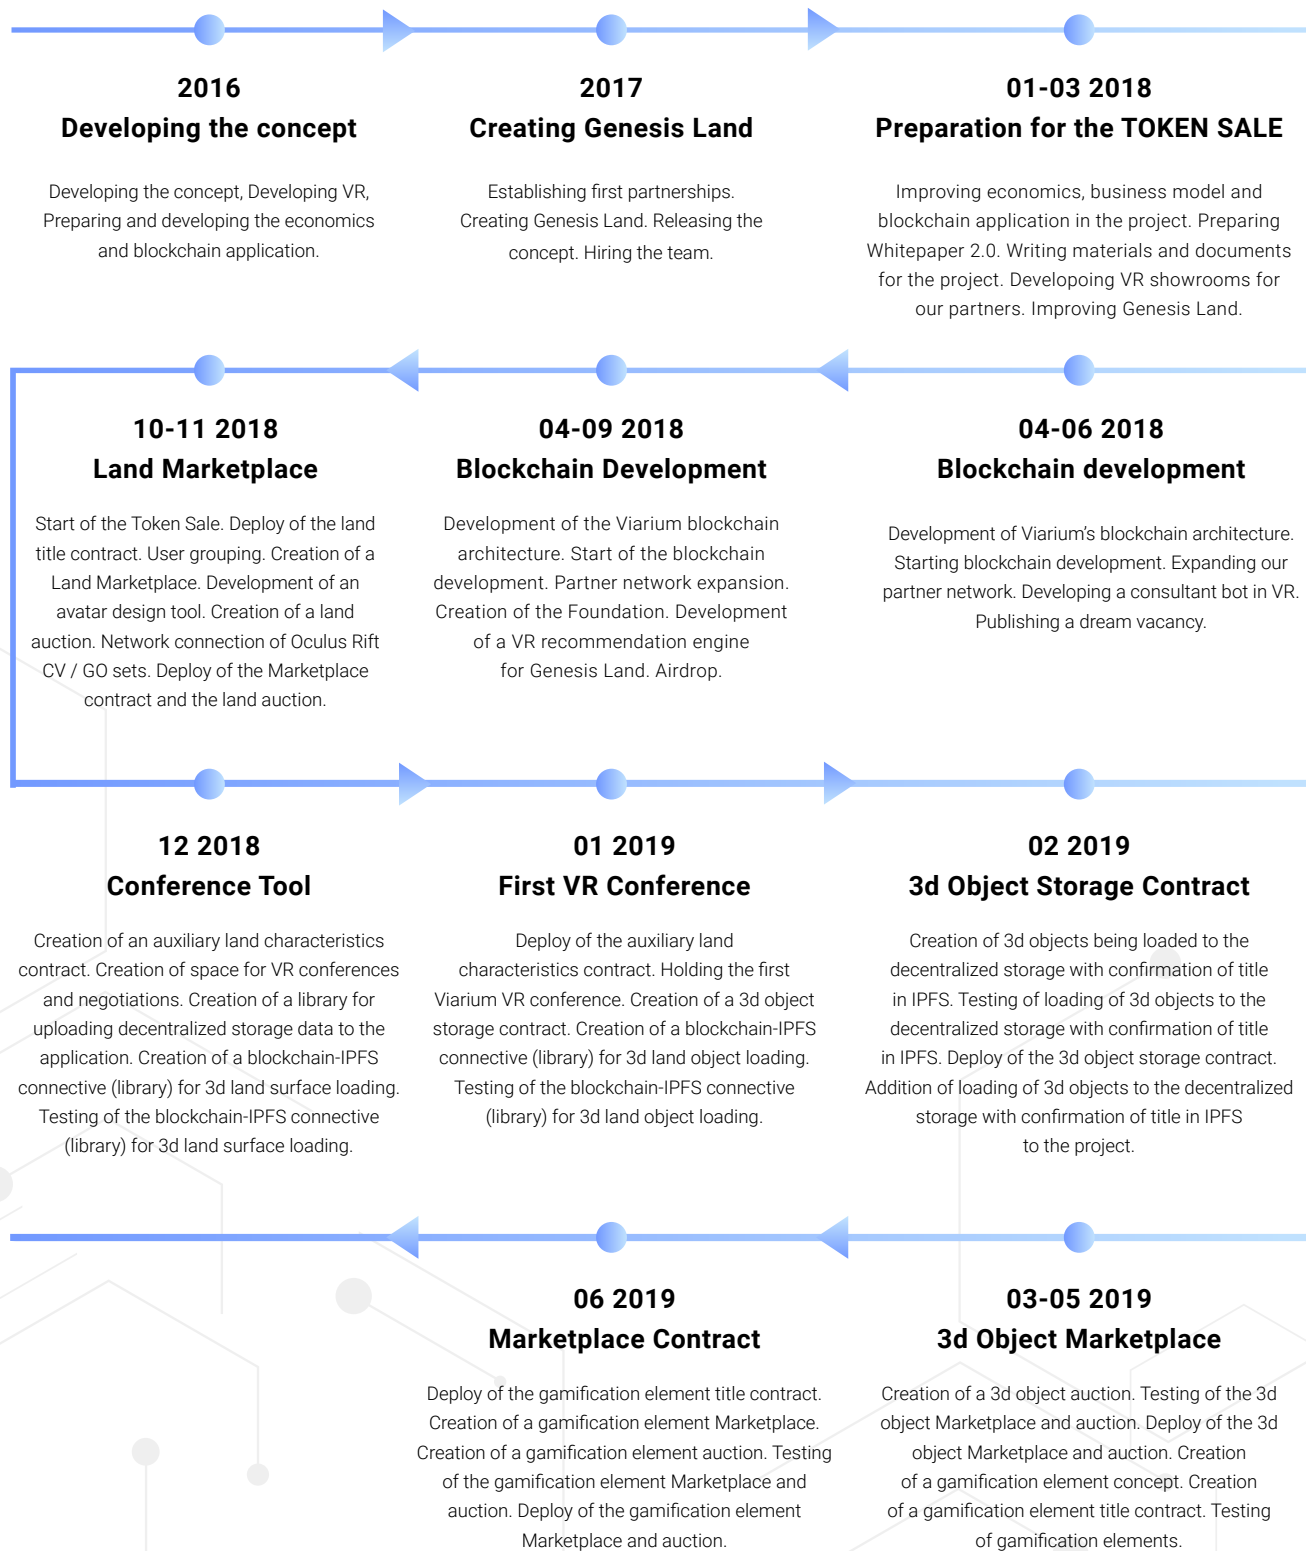 2016
Developing the concept
Developing the concept, Developing VR,
Preparing and developing the economics
and blockchain application.
2017
Creating Genesis Land
Establishing first partnerships.
Creating Genesis Land. Releasing the
concept. Hiring the team.
01-03 2018
Preparation for the TOKEN SALE
Improving economics, business model and
blockchain application in the project. Preparing
Whitepaper 2.0. Writing materials and documents
for the project. Developoing VR showrooms for
our partners. Improving Genesis Land.
04-06 2018
Blockchain development
Development of Viarium’s blockchain architecture.
Starting blockchain development. Expanding our
partner network. Developing a consultant bot in VR.
Publishing a dream vacancy.
04-09 2018
Blockchain Development
Development of the Viarium blockchain
architecture. Start of the blockchain
development. Partner network expansion.
Creation of the Foundation. Development
of a VR recommendation engine
for Genesis Land. Airdrop.
10-11 2018
Land Marketplace
Start of the Token Sale. Deploy of the land
title contract. User grouping. Creation of a
Land Marketplace. Development of an
avatar design tool. Creation of a land
auction. Network connection of Oculus Rift
CV / GO sets. Deploy of the Marketplace
contract and the land auction.
12 2018
Conference Tool
Creation of an auxiliary land characteristics
contract. Creation of space for VR conferences
and negotiations. Creation of a library for
uploading decentralized storage data to the
application. Creation of a blockchain-IPFS
connective (library) for 3d land surface loading.
Testing of the blockchain-IPFS connective
(library) for 3d land surface loading.
01 2019
First VR Conference
Deploy of the auxiliary land
characteristics contract. Holding the first
Viarium VR conference. Creation of a 3d object
storage contract. Creation of a blockchain-IPFS
connective (library) for 3d land object loading.
Testing of the blockchain-IPFS connective
(library) for 3d land object loading.
02 2019
3d Object Storage Contract
Creation of 3d objects being loaded to the
decentralized storage with confirmation of title
in IPFS. Testing of loading of 3d objects to the
decentralized storage with confirmation of title
in IPFS. Deploy of the 3d object storage contract.
Addition of loading of 3d objects to the decentralized
storage with confirmation of title in IPFS
to the project.
03-05 2019
3d Object Marketplace
Creation of a 3d object auction. Testing of the 3d
object Marketplace and auction. Deploy of the 3d
object Marketplace and auction. Creation
of a gamification element concept. Creation
of a gamification element title contract. Testing
of gamification elements.
06 2019
Marketplace Contract
Deploy of the gamification element title contract.
Creation of a gamification element Marketplace.
Creation of a gamification element auction. Testing
of the gamification element Marketplace and
auction. Deploy of the gamification element
Marketplace and auction.